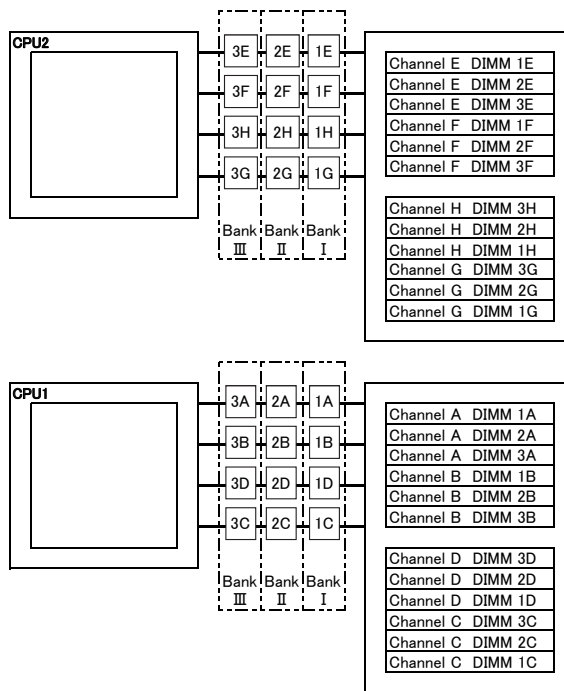 CPU2
3E 2E 1E
3F 2F 1F
3H 2H 1H
3G 2G 1G
Bank Bank Bank
Ⅲ Ⅱ Ⅰ
Channel E DIMM 1E
Channel E DIMM 2E
Channel E DIMM 3E
Channel F DIMM 1F
Channel F DIMM 2F
Channel F DIMM 3F
Channel H DIMM 3H
Channel H DIMM 2H
Channel H DIMM 1H
Channel G DIMM 3G
Channel G DIMM 2G
Channel G DIMM 1G
CPU1
3A 2A 1A
3B 2B 1B
3D 2D 1D
3C 2C 1C
Bank Bank Bank
Ⅲ Ⅱ Ⅰ
Channel A DIMM 1A
Channel A DIMM 2A
Channel A DIMM 3A
Channel B DIMM 1B
Channel B DIMM 2B
Channel B DIMM 3B
Channel D DIMM 3D
Channel D DIMM 2D
Channel D DIMM 1D
Channel C DIMM 3C
Channel C DIMM 2C
Channel C DIMM 1C